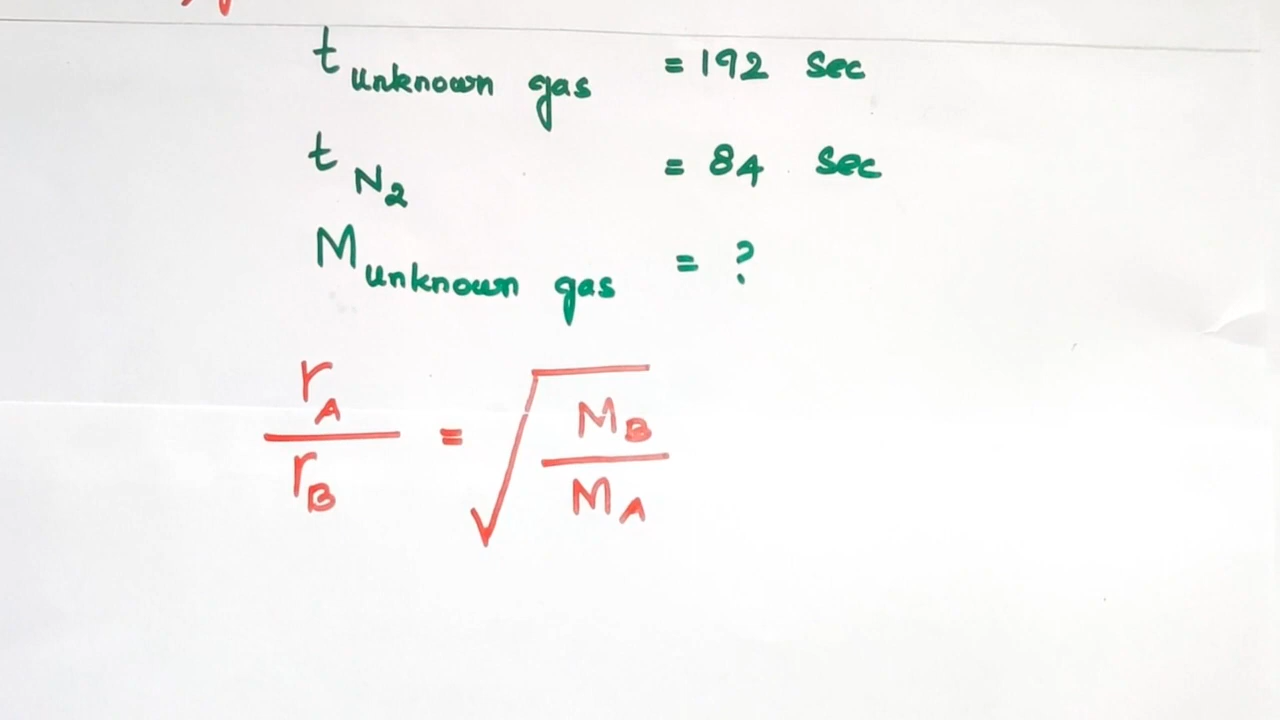 t unknown gas = 192 sec
t N2 = 84 sec
M unknown gas = ?
rA / rB = √ MB / MA